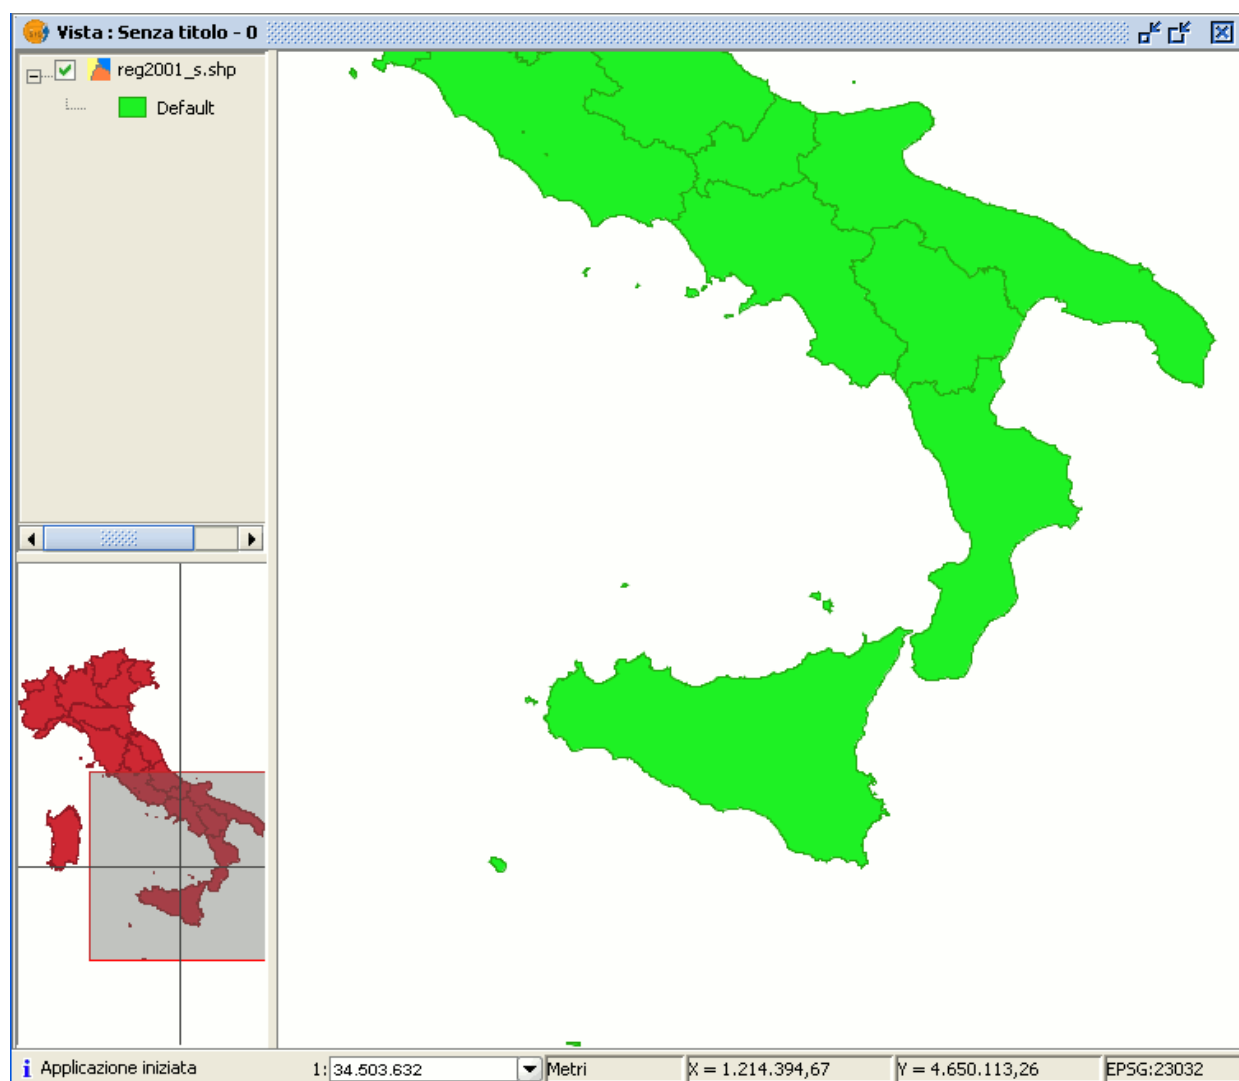 Vista : Senza titolo - 0
reg2001_s.shp
Default
Applicazione iniziata
1: 34.503.632
Metri
X = 1.214.394,67
Y = 4.650.113,26
EPSG:23032